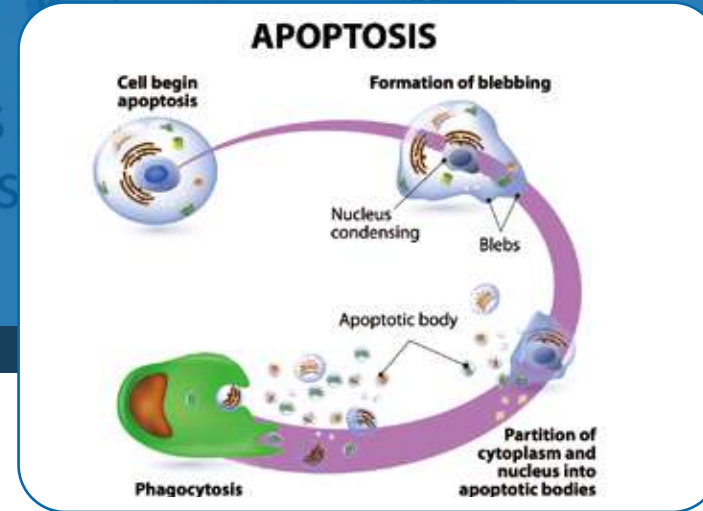 APOPTOSIS
Cell begin
apoptosis
Formation of blebbing
Nucleus
condensing
Blebs
Apoptotic body
Partition of
cytoplasm and
nucleus into
apoptotic bodies
Phagocytosis